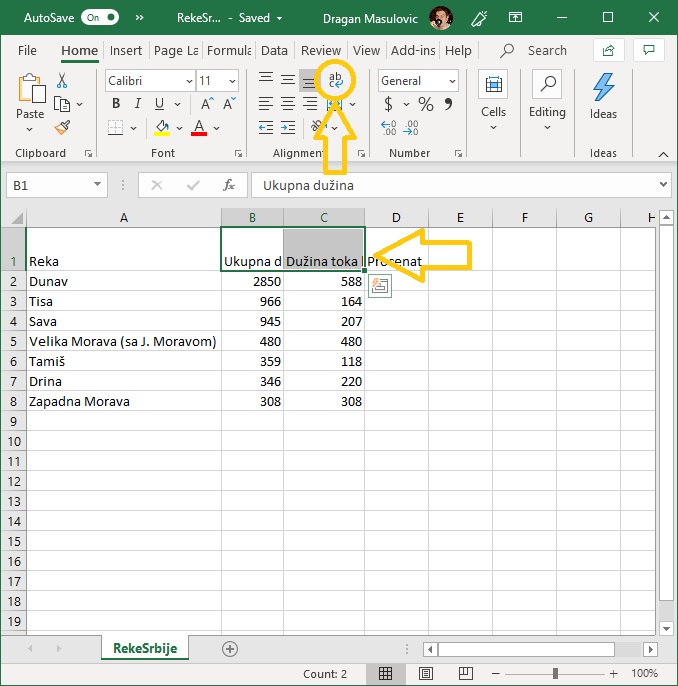 AutoSave On RekeSr... - Saved Dragan Masulovic
File Home Insert Page La Formula Data Review View Add-ins Help Search
Paste Calibri 11 ab c General $ % 9 Cells Editing Ideas
B I U A A
Clipboard Font Alignment Number Ideas
B1 fx Ukupna dužina
A B C D E F G H
1 Reka Ukupna d Dužina toka Procenat
2 Dunav 2850 588
3 Tisa 966 164
4 Sava 945 207
5 Velika Morava (sa J. Moravom) 480 480
6 Tamiš 359 118
7 Drina 346 220
8 Zapadna Morava 308 308
9
10
11
12
13
14
15
16
17
18
19
RekeSrbije
Count: 2 100%